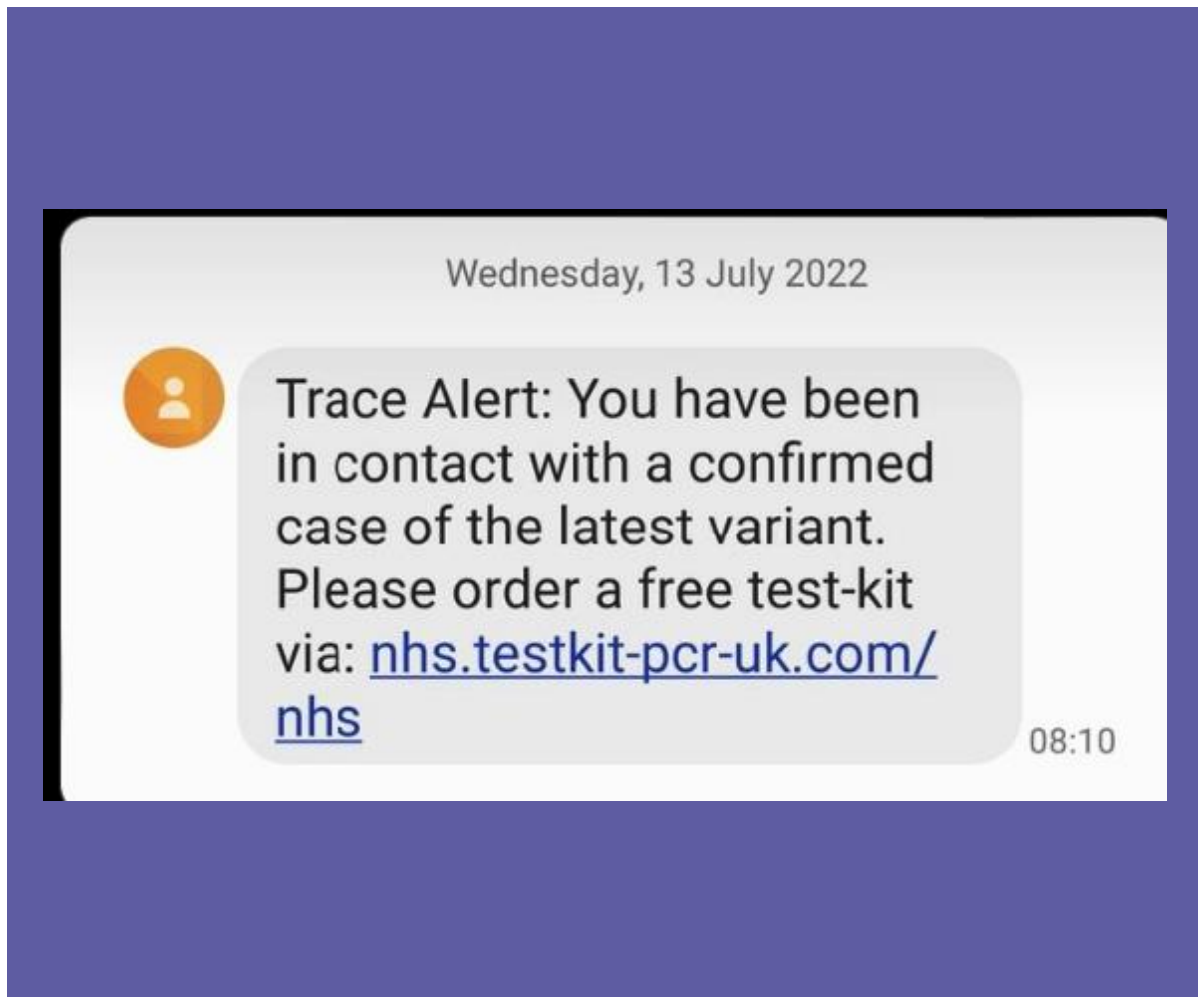 Wednesday, 13 July 2022
Trace Alert: You have been
in contact with a confirmed
case of the latest variant.
Please order a free test-kit
via: nhs.testkit-pcr-uk.com/
nhs
08:10